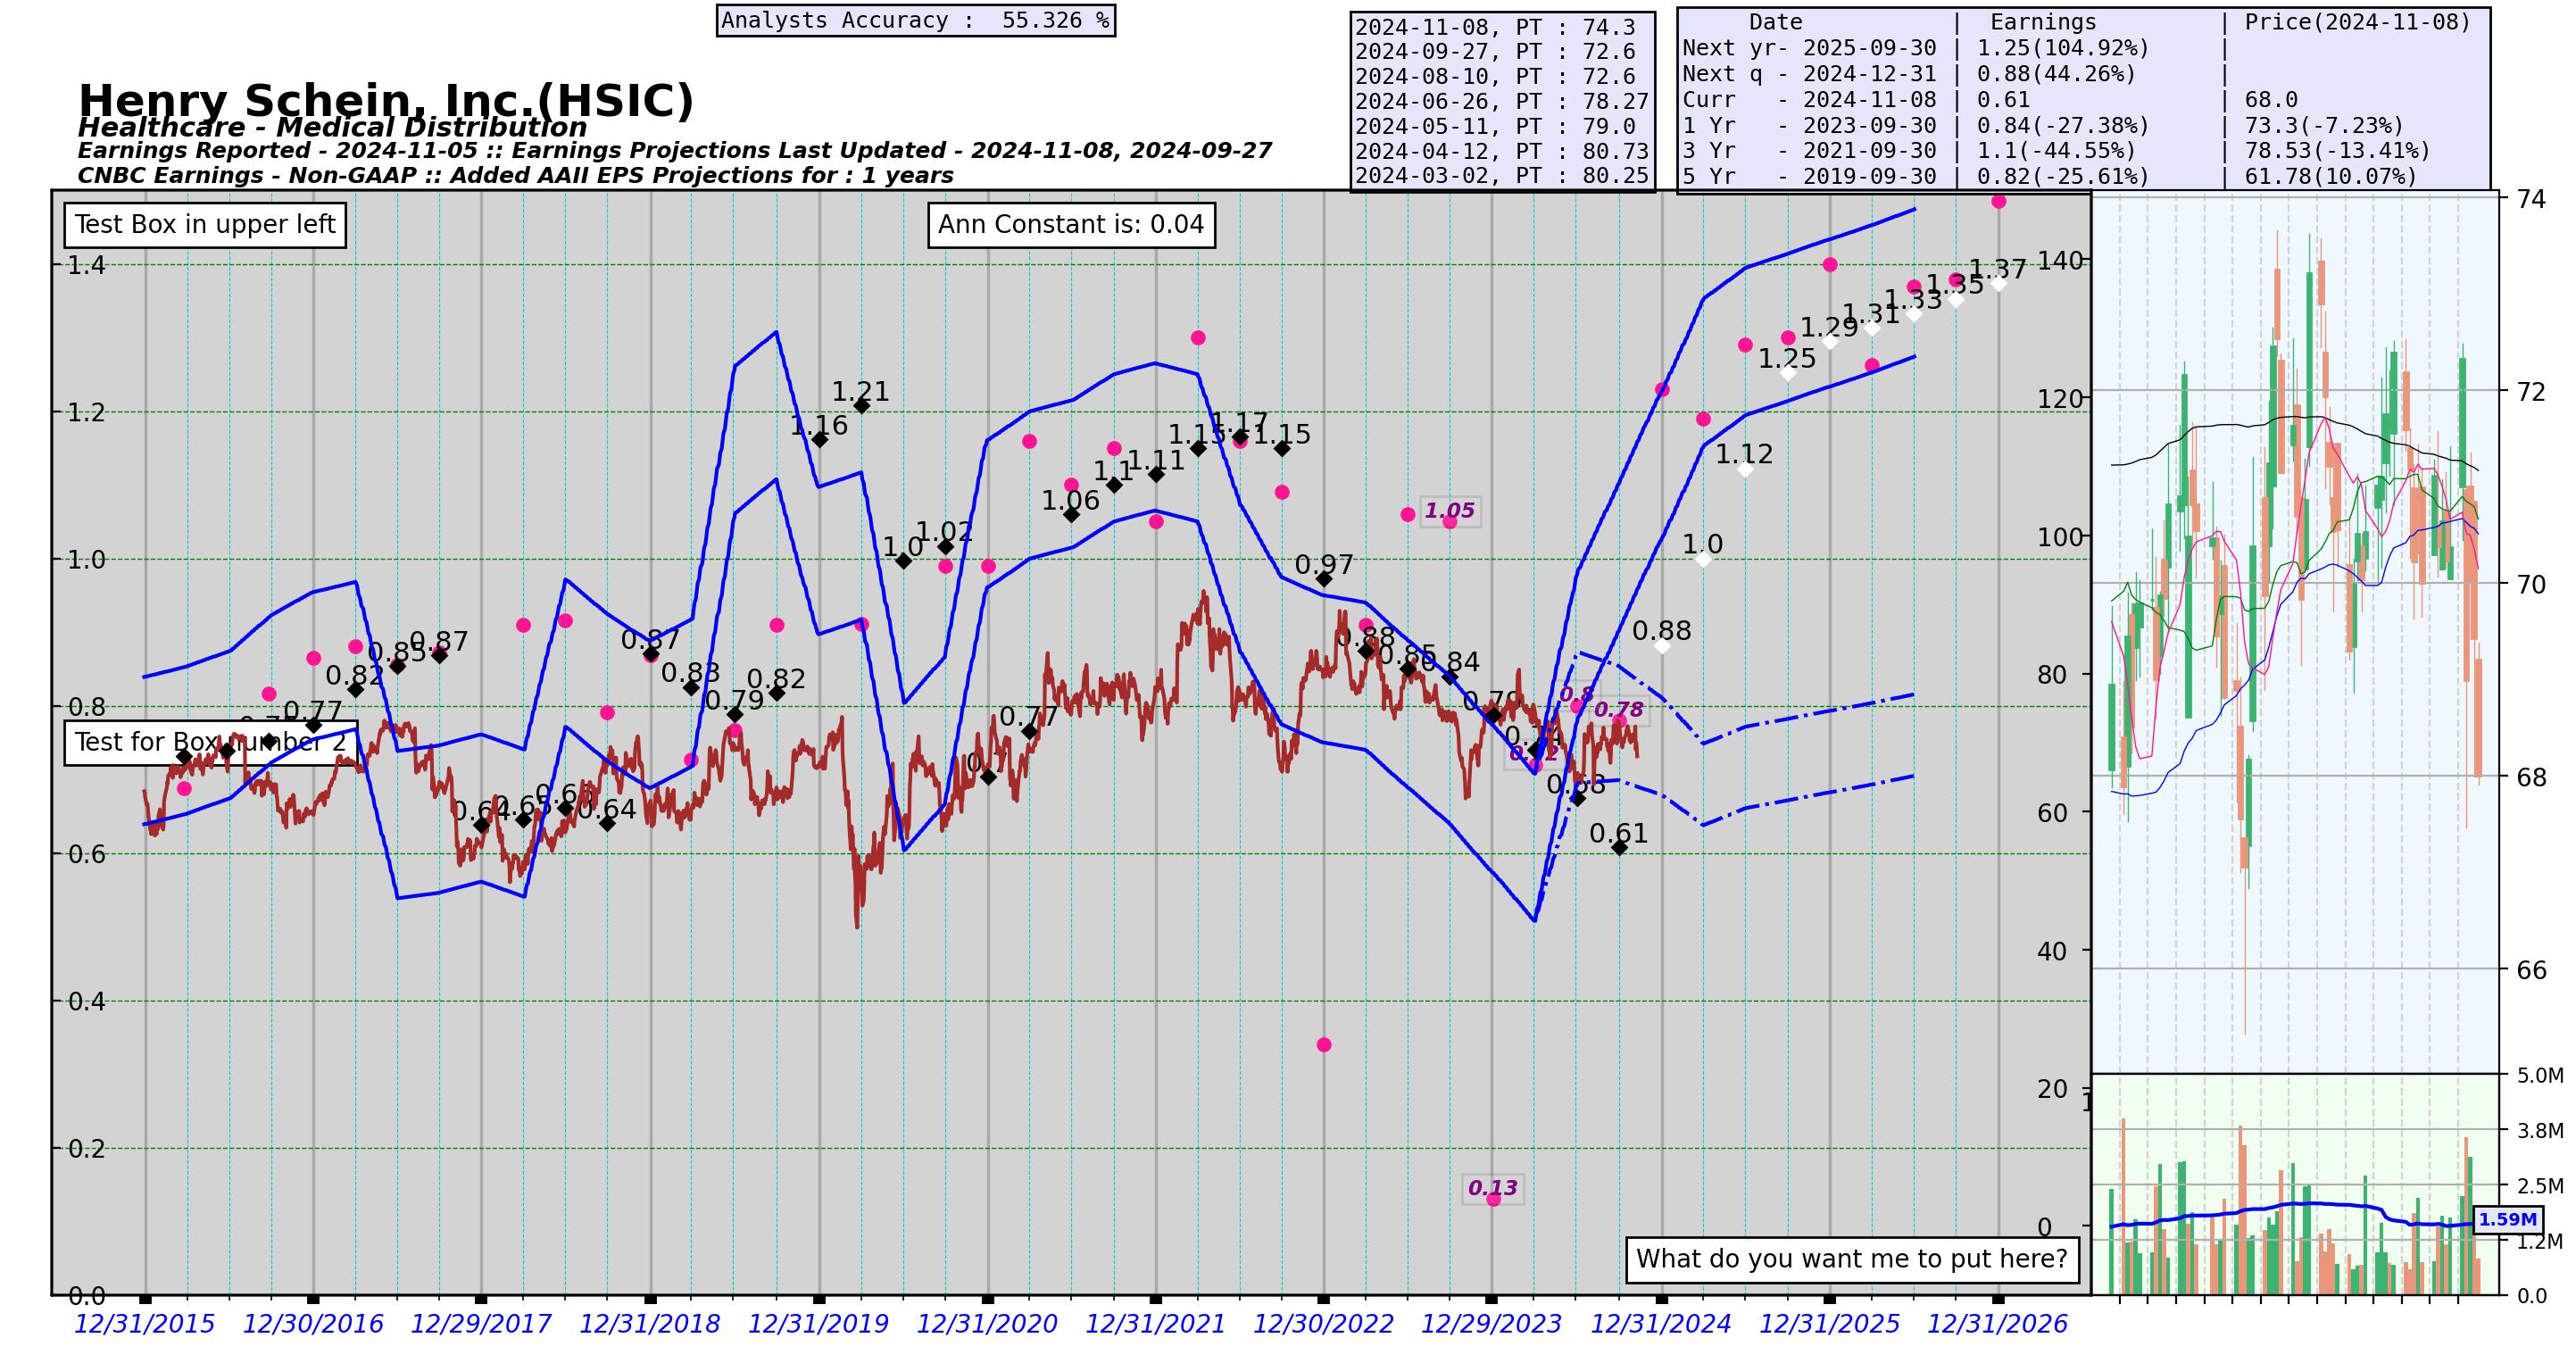 Analysts Accuracy :  55.326 %
2024-11-08, PT : 74.3
2024-09-27, PT : 72.6
2024-08-10, PT : 72.6
2024-06-26, PT : 78.27
2024-05-11, PT : 79.0
2024-04-12, PT : 80.73
2024-03-02, PT : 80.25
Date | Earnings | Price(2024-11-08)
Next yr- 2025-09-30 | 1.25(104.92%) |
Next q - 2024-12-31 | 0.88(44.26%) |
Curr   - 2024-11-08 | 0.61 | 68.0
1 Yr   - 2023-09-30 | 0.84(-27.38%) | 73.3(-7.23%)
3 Yr   - 2021-09-30 | 1.1(-44.55%) | 78.53(-13.41%)
5 Yr   - 2019-09-30 | 0.82(-25.61%) | 61.78(10.07%)
Henry Schein, Inc.(HSIC)
Healthcare - Medical Distribution
Earnings Reported - 2024-11-05 :: Earnings Projections Last Updated - 2024-11-08, 2024-09-27
CNBC Earnings - Non-GAAP :: Added AAII EPS Projections for : 1 years
Test Box in upper left
Ann Constant is: 0.04
Test for Box number 2
What do you want me to put here?
1.4
1.2
1.0
0.8
0.6
0.4
0.2
0.0
0.77
0.82
0.85
0.87
0.64
0.65
0.66
0.64
0.87
0.83
0.79
0.82
1.16
1.21
1.0
1.02
0.7
0.77
1.06
1.1
1.11
1.15
1.17
1.15
0.97
0.88
0.85
0.84
1.05
0.79
0.13
0.74
0.72
0.8
0.68
0.78
0.61
0.88
1.0
1.12
1.25
1.29
1.31
1.33
1.35
1.37
140
120
100
80
60
40
20
0
74
72
70
68
66
5.0M
3.8M
2.5M
1.59M
1.2M
0.0
12/31/2015
12/30/2016
12/29/2017
12/31/2018
12/31/2019
12/31/2020
12/31/2021
12/30/2022
12/29/2023
12/31/2024
12/31/2025
12/31/2026